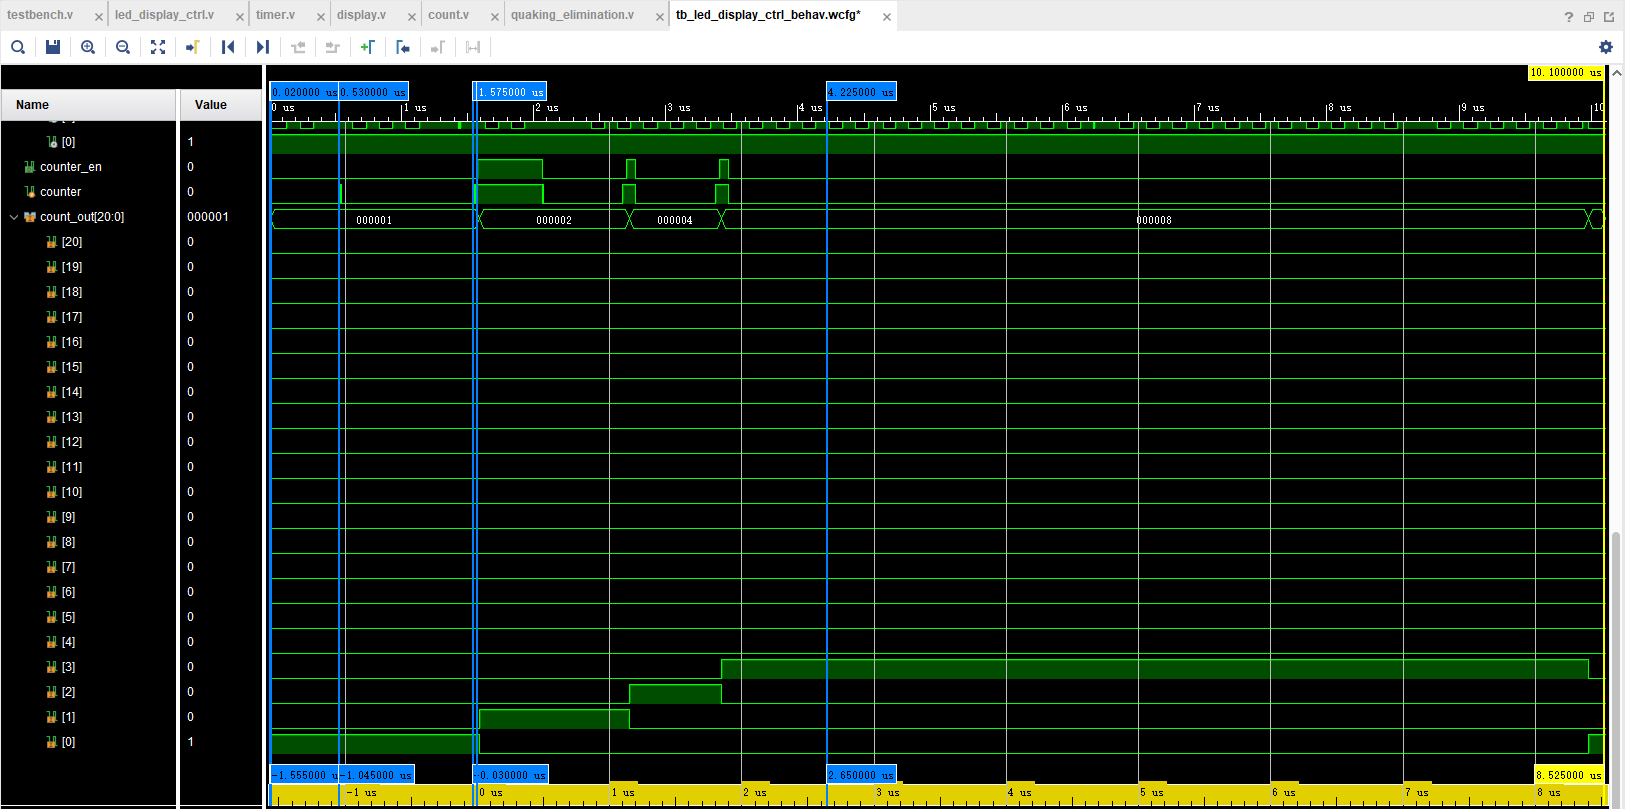 testbench.v led_display_ctrl.v timer.v display.v count.v quaking_elimination.v tb_led_display_ctrl_behav.wcfg*
10.100000 us
0.020000 us 0.530000 us 1.575000 us 4.225000 us
Name Value
0 us 1 us 2 us 3 us 4 us 5 us 6 us 7 us 8 us 9 us 10
[0] 1
counter_en 0
counter 0
count_out[20:0] 000001 000001 000002 000004 000008
[20] 0
[19] 0
[18] 0
[17] 0
[16] 0
[15] 0
[14] 0
[13] 0
[12] 0
[11] 0
[10] 0
[9] 0
[8] 0
[7] 0
[6] 0
[5] 0
[4] 0
[3] 0
[2] 0
[1] 0
[0] 1
-1.555000 us -1.045000 us -0.030000 us 2.650000 us 8.525000 us
-1 us 0 us 1 us 2 us 3 us 4 us 5 us 6 us 7 us 8 us